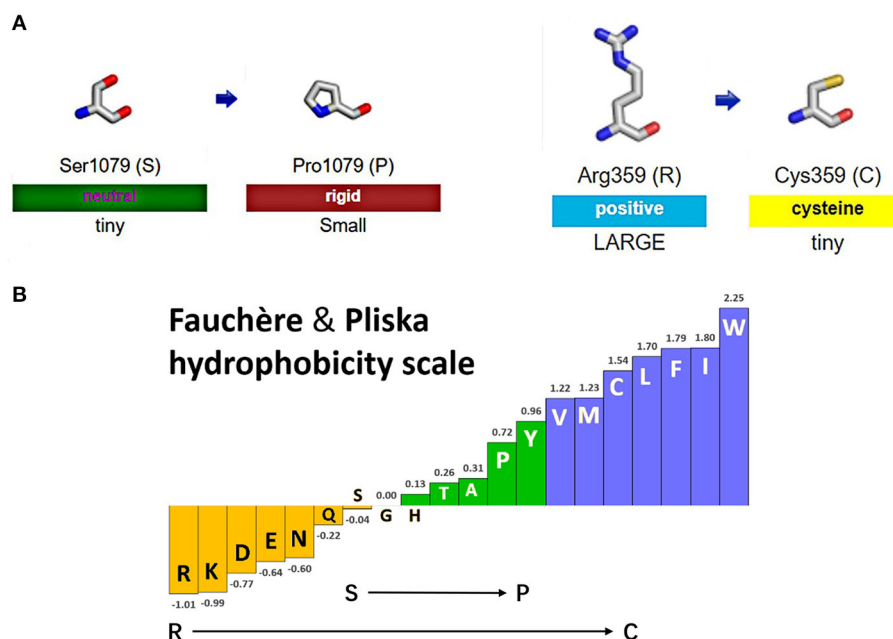 A
Ser1079 (S)
neutral
tiny
Pro1079 (P)
rigid
Small
Arg359 (R)
positive
LARGE
Cys359 (C)
cysteine
tiny
B
Fauchère & Pliska
hydrophobicity scale
R -1.01
K -0.99
D -0.77
E -0.64
N -0.60
Q -0.22
S -0.04
G 0.00
H 0.13
T 0.26
A 0.31
P 0.72
Y 0.96
V 1.22
M 1.23
C 1.54
L 1.70
F 1.79
I 1.80
W 2.25
S P
R C